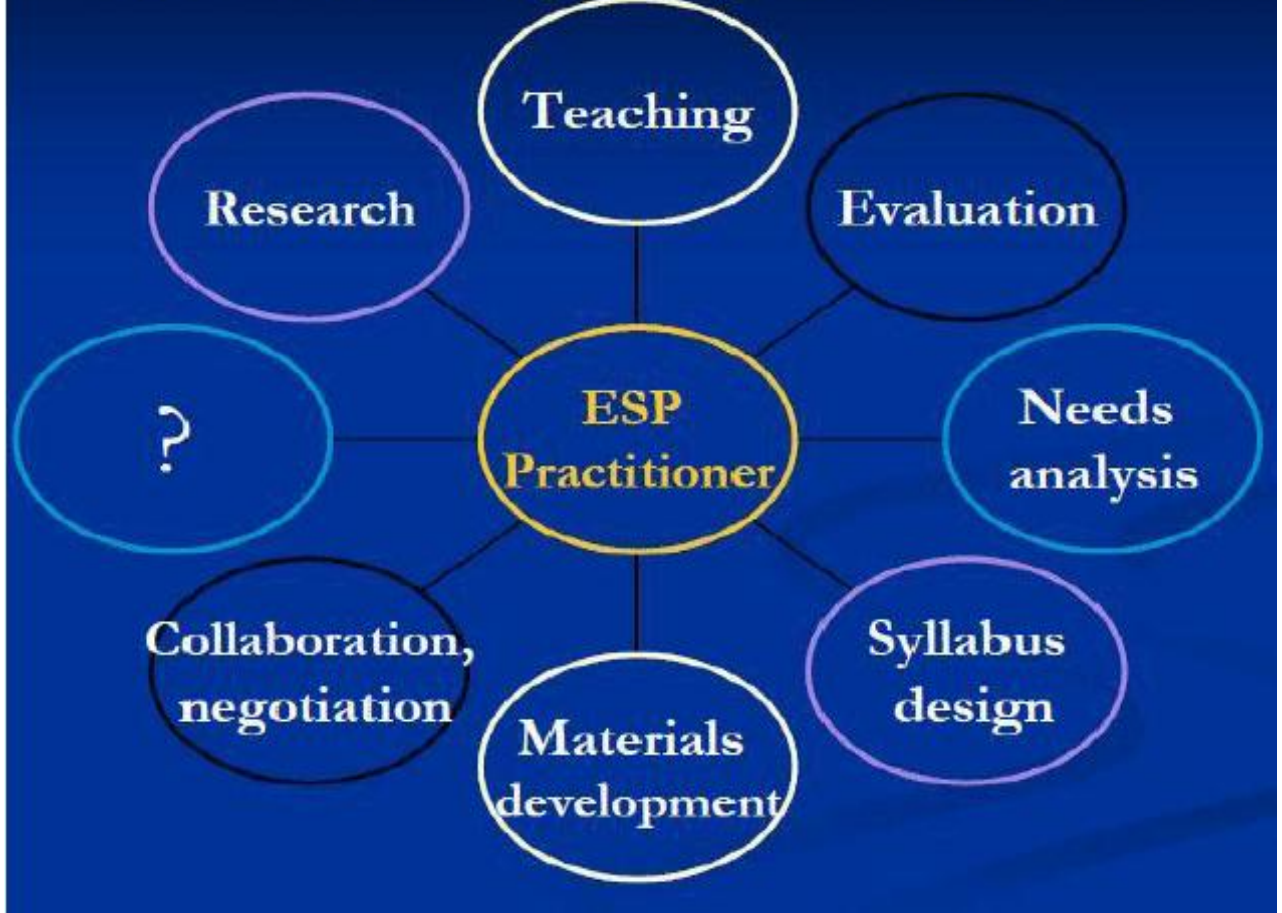 Teaching
Research
Evaluation
?
ESP
Practitioner
Needs
analysis
Collaboration,
negotiation
Syllabus
design
Materials
development